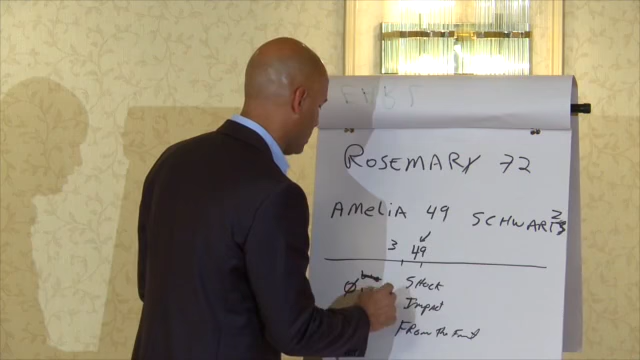 ROSEMARY 72
AMELIA 49 SCHWARTZ
3 49
Shock
Impact
FROM The Front